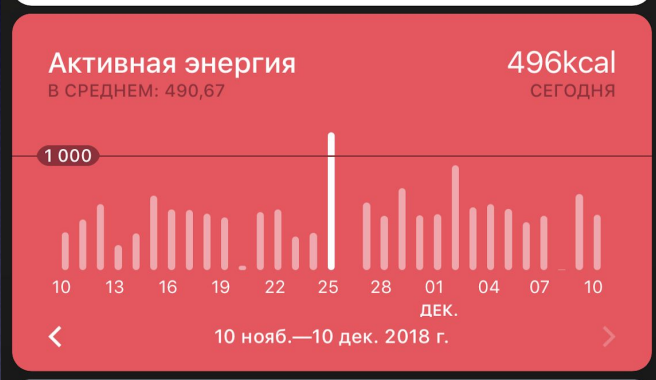 Активная энергия 496kcal
В СРЕДНЕМ: 490,67 СЕГОДНЯ
1 000
10 13 16 19 22 25 28 01 04 07 10
ДЕК.
10 нояб.—10 дек. 2018 г.